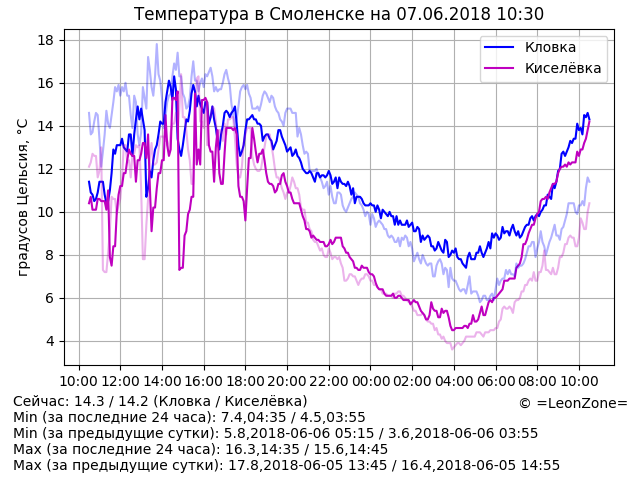 Температура в Смоленске на 07.06.2018 10:30
18
16
14
12
10
8
6
4
градусов Цельсия, °C
Кловка
Киселёвка
10:00 12:00 14:00 16:00 18:00 20:00 22:00 00:00 02:00 04:00 06:00 08:00 10:00
Сейчас: 14.3 / 14.2 (Кловка / Киселёвка)
© =LeonZone=
Min (за последние 24 часа): 7.4,04:35 / 4.5,03:55
Min (за предыдущие сутки): 5.8,2018-06-06 05:15 / 3.6,2018-06-06 03:55
Max (за последние 24 часа): 16.3,14:35 / 15.6,14:45
Max (за предыдущие сутки): 17.8,2018-06-05 13:45 / 16.4,2018-06-05 14:55